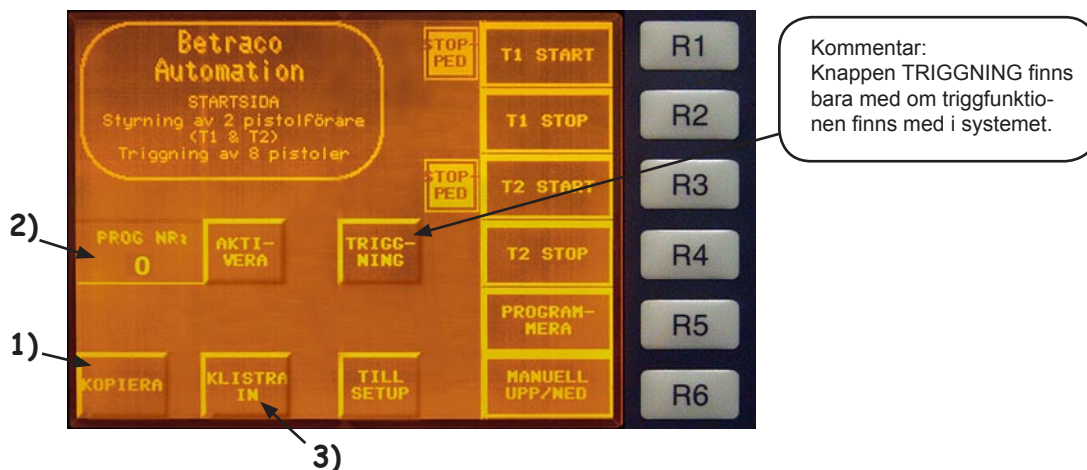 Betraco
Automation
STARTSIDA
Styrning av 2 pistolförare
(T1 & T2)
Triggning av 8 pistoler
STOP-
PED
T1 START
R1
T1 STOP
R2
STOP-
PED
T2 START
R3
Kommentar:
Knappen TRIGGNING finns
bara med om triggfunktio-
nen finns med i systemet.
2)
PROG NR:
0
AKTI-
VERA
TRIGG-
NING
T2 STOP
R4
PROGRAM-
MERA
R5
1)
KOPIERA
KLISTRA
IN
TILL
SETUP
MANUELL
UPP/NED
R6
3)